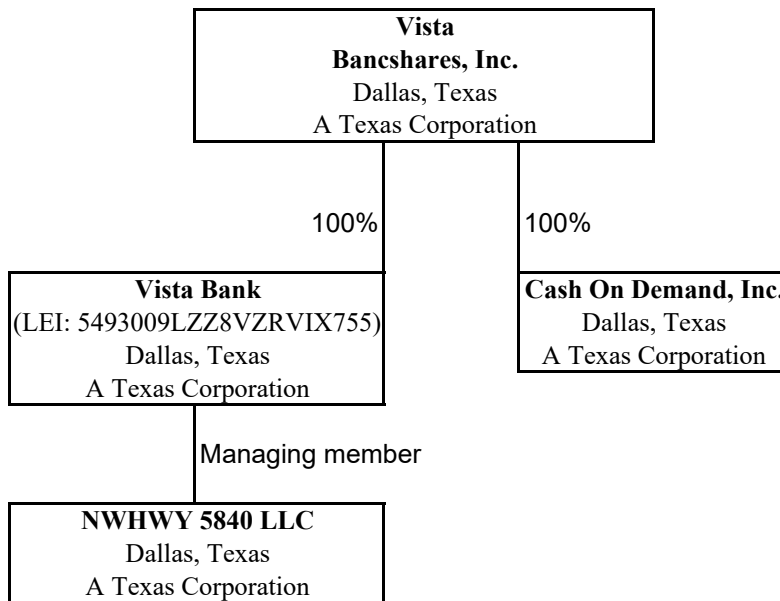 Vista
Bancshares, Inc.
Dallas, Texas
A Texas Corporation
100%
100%
Vista Bank
(LEI: 5493009LZZ8VZRVIX755)
Dallas, Texas
A Texas Corporation
Cash On Demand, Inc.
Dallas, Texas
A Texas Corporation
Managing member
NWHWY 5840 LLC
Dallas, Texas
A Texas Corporation